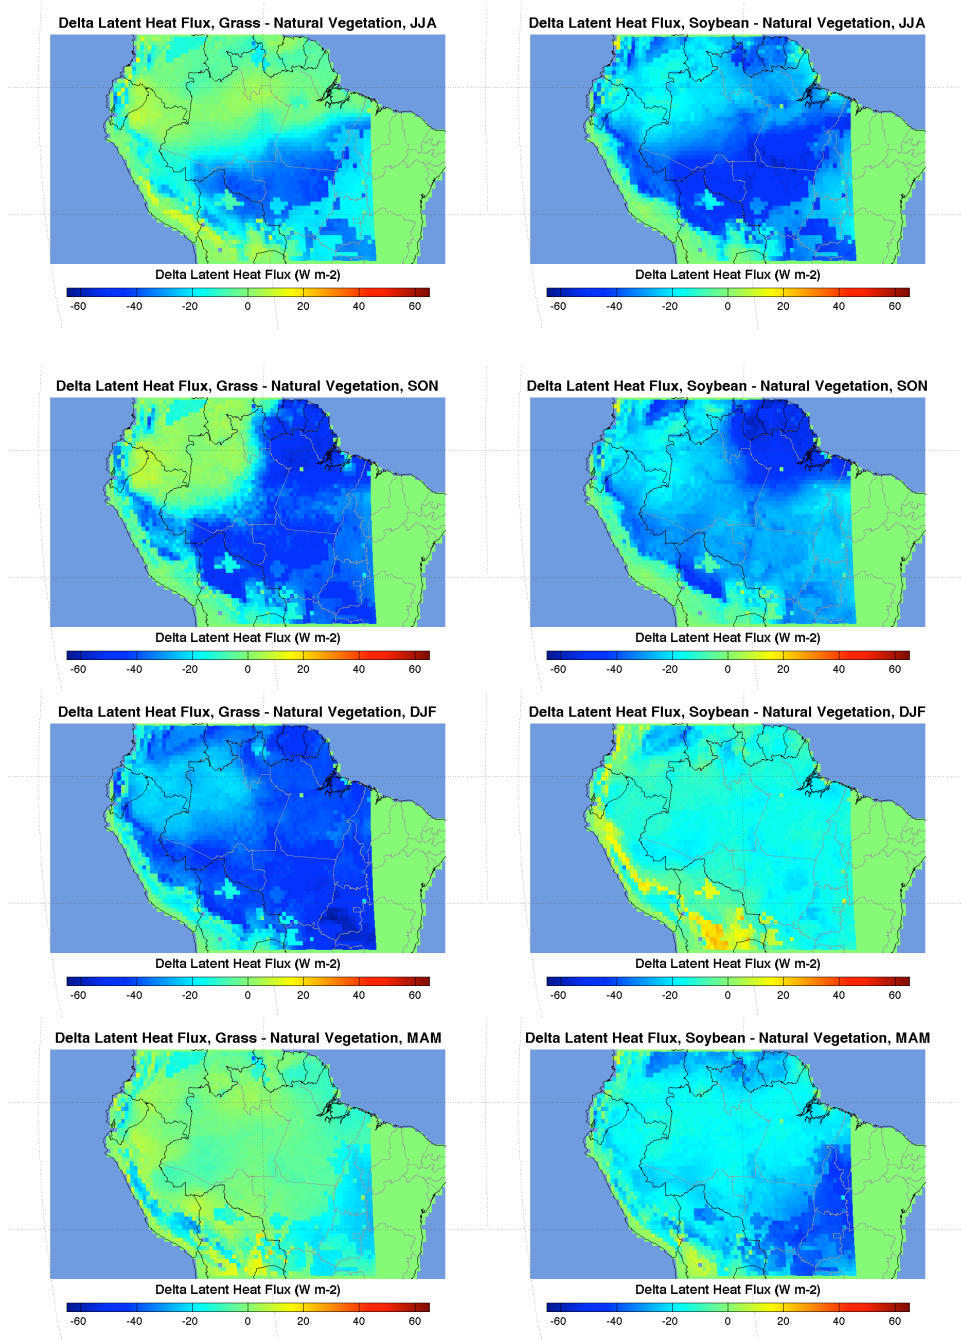 Delta Latent Heat Flux, Grass - Natural Vegetation, JJA
Delta Latent Heat Flux, Soybean - Natural Vegetation, JJA
Delta Latent Heat Flux (W m-2)
Delta Latent Heat Flux (W m-2)
-60 -40 -20 0 20 40 60
-60 -40 -20 0 20 40 60
Delta Latent Heat Flux, Grass - Natural Vegetation, SON
Delta Latent Heat Flux, Soybean - Natural Vegetation, SON
Delta Latent Heat Flux (W m-2)
Delta Latent Heat Flux (W m-2)
-60 -40 -20 0 20 40 60
-60 -40 -20 0 20 40 60
Delta Latent Heat Flux, Grass - Natural Vegetation, DJF
Delta Latent Heat Flux, Soybean - Natural Vegetation, DJF
Delta Latent Heat Flux (W m-2)
Delta Latent Heat Flux (W m-2)
-60 -40 -20 0 20 40 60
-60 -40 -20 0 20 40 60
Delta Latent Heat Flux, Grass - Natural Vegetation, MAM
Delta Latent Heat Flux, Soybean - Natural Vegetation, MAM
Delta Latent Heat Flux (W m-2)
Delta Latent Heat Flux (W m-2)
-60 -40 -20 0 20 40 60
-60 -40 -20 0 20 40 60